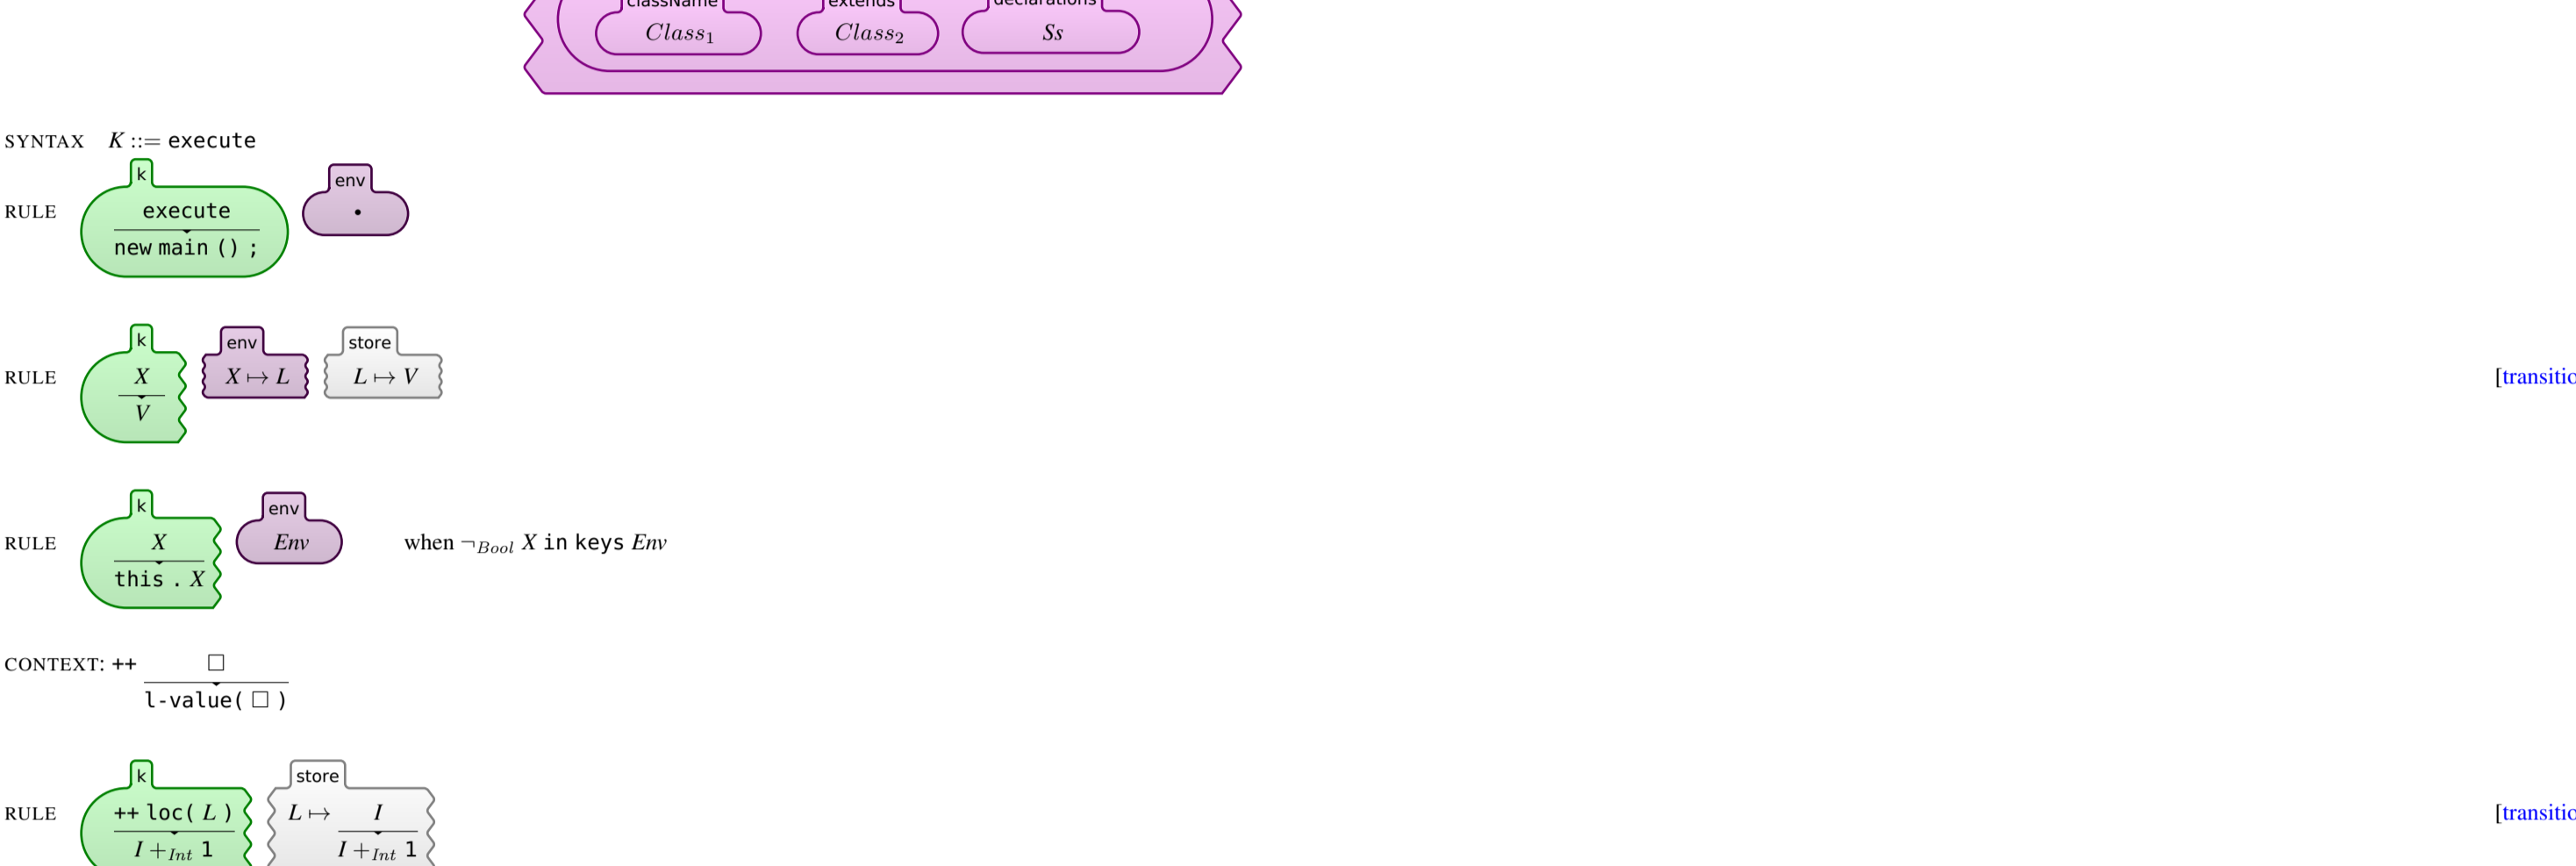 className extends declarations
Class₁ Class₂ Ss
SYNTAX K ::= execute
k env
RULE execute •
new main () ;
k env store
RULE X X ↦ L L ↦ V [transitio
V
k env
RULE X Env when ¬Bool X in keys Env
this . X
CONTEXT: ++ □
l-value( □ )
k store
RULE ++ loc( L ) L ↦ I [transitio
I +Int 1 I +Int 1